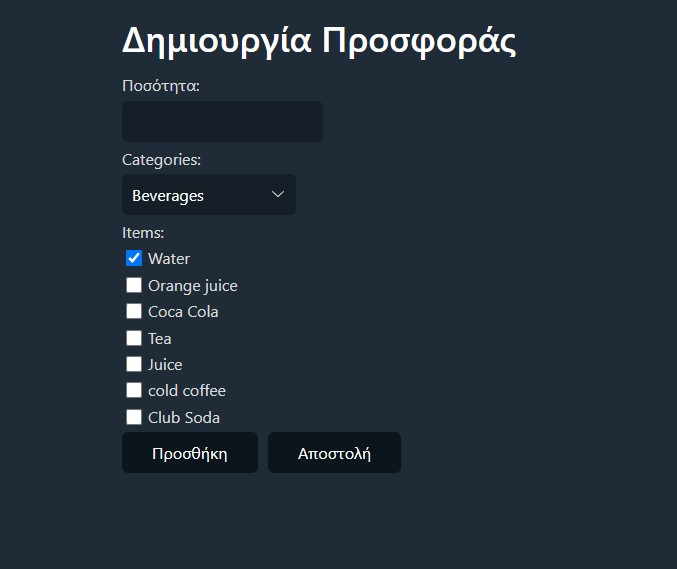 Δημιουργία Προσφοράς
Ποσότητα:
Categories:
Beverages
Items:
Water
Orange juice
Coca Cola
Tea
Juice
cold coffee
Club Soda
Προσθήκη Αποστολή